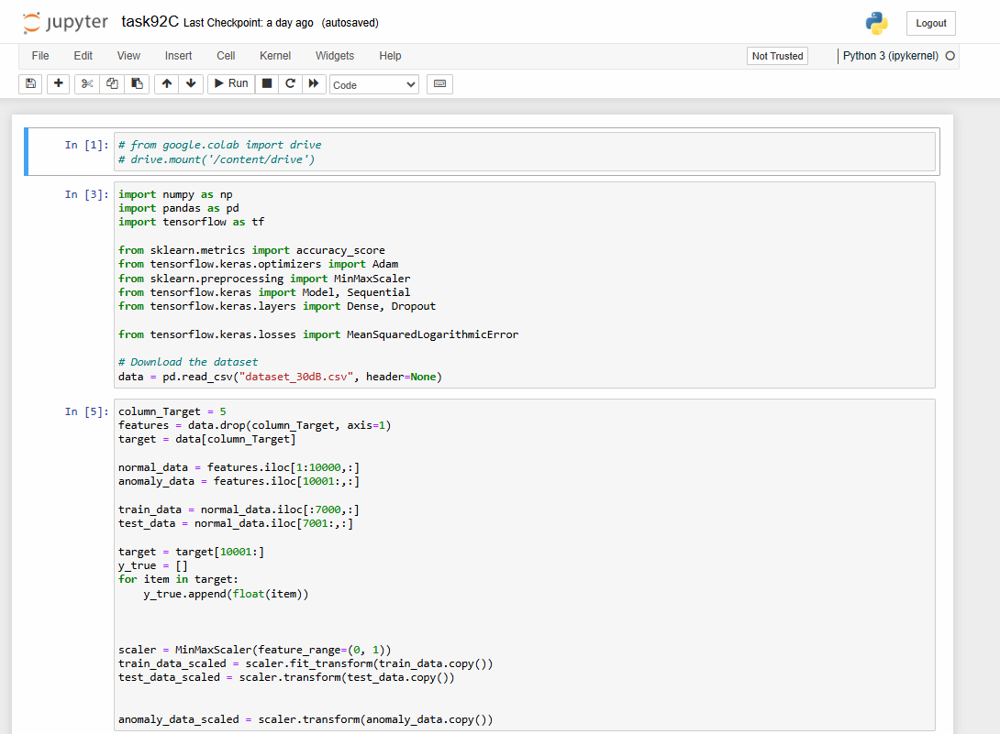 jupyter task92C Last Checkpoint: a day ago (autosaved)
Logout
File Edit View Insert Cell Kernel Widgets Help
Not Trusted
Python 3 (ipykernel)
Run
Code
In [1]:
# from google.colab import drive
# drive.mount('/content/drive')
In [3]:
import numpy as np
import pandas as pd
import tensorflow as tf
from sklearn.metrics import accuracy_score
from tensorflow.keras.optimizers import Adam
from sklearn.preprocessing import MinMaxScaler
from tensorflow.keras import Model, Sequential
from tensorflow.keras.layers import Dense, Dropout
from tensorflow.keras.losses import MeanSquaredLogarithmicError
# Download the dataset
data = pd.read_csv("dataset_30dB.csv", header=None)
In [5]:
column_Target = 5
features = data.drop(column_Target, axis=1)
target = data[column_Target]
normal_data = features.iloc[1:10000,:]
anomaly_data = features.iloc[10001:,:]
train_data = normal_data.iloc[:7000,:]
test_data = normal_data.iloc[7001:,:]
target = target[10001:]
y_true = []
for item in target:
    y_true.append(float(item))
scaler = MinMaxScaler(feature_range=(0, 1))
train_data_scaled = scaler.fit_transform(train_data.copy())
test_data_scaled = scaler.transform(test_data.copy())
anomaly_data_scaled = scaler.transform(anomaly_data.copy())